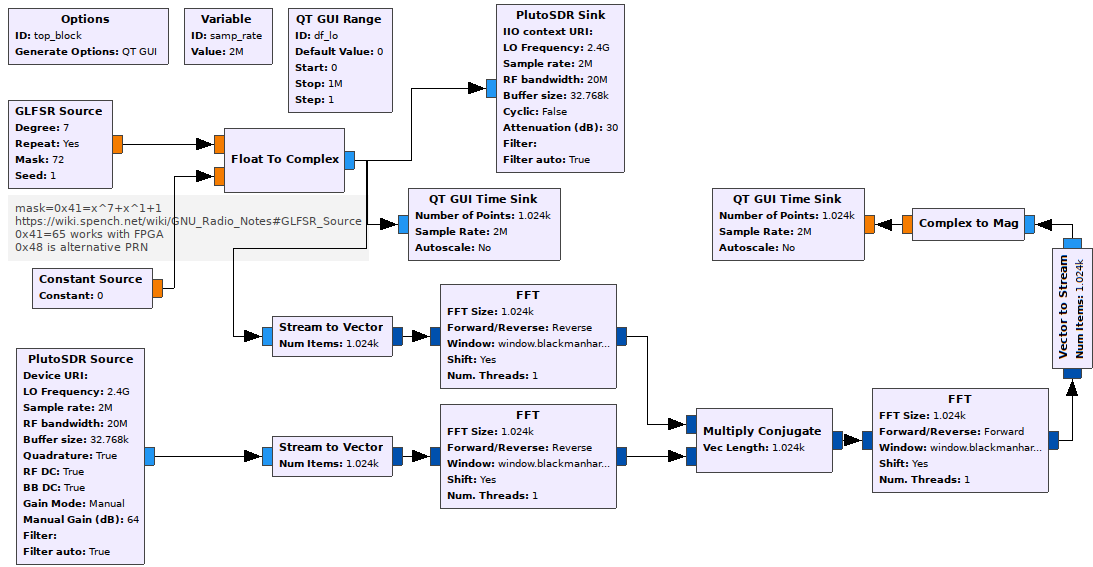 Options
ID: top_block
Generate Options: QT GUI
Variable
ID: samp_rate
Value: 2M
QT GUI Range
ID: df_lo
Default Value: 0
Start: 0
Stop: 1M
Step: 1
PlutoSDR Sink
IIO context URI:
LO Frequency: 2.4G
Sample rate: 2M
RF bandwidth: 20M
Buffer size: 32.768k
Cyclic: False
Attenuation (dB): 30
Filter:
Filter auto: True
GLFSR Source
Degree: 7
Repeat: Yes
Mask: 72
Seed: 1
Float To Complex
mask=0x41=x^7+x^1+1
https://wiki.spench.net/wiki/GNU_Radio_Notes#GLFSR_Source
0x41=65 works with FPGA
0x48 is alternative PRN
QT GUI Time Sink
Number of Points: 1.024k
Sample Rate: 2M
Autoscale: No
QT GUI Time Sink
Number of Points: 1.024k
Sample Rate: 2M
Autoscale: No
Complex to Mag
Vector to Stream
Num Items: 1.024k
Constant Source
Constant: 0
Stream to Vector
Num Items: 1.024k
FFT
FFT Size: 1.024k
Forward/Reverse: Reverse
Window: window.blackmanhar...
Shift: Yes
Num. Threads: 1
PlutoSDR Source
Device URI:
LO Frequency: 2.4G
Sample rate: 2M
RF bandwidth: 20M
Buffer size: 32.768k
Quadrature: True
RF DC: True
BB DC: True
Gain Mode: Manual
Manual Gain (dB): 64
Filter:
Filter auto: True
Stream to Vector
Num Items: 1.024k
FFT
FFT Size: 1.024k
Forward/Reverse: Reverse
Window: window.blackmanhar...
Shift: Yes
Num. Threads: 1
Multiply Conjugate
Vec Length: 1.024k
FFT
FFT Size: 1.024k
Forward/Reverse: Forward
Window: window.blackmanhar...
Shift: Yes
Num. Threads: 1